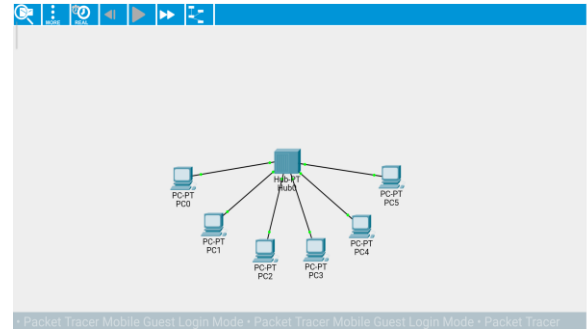 MORE
REAL
Hub-PT
Hub0
PC-PT
PC0
PC-PT
PC5
PC-PT
PC1
PC-PT
PC4
PC-PT
PC2
PC-PT
PC3
• Packet Tracer Mobile Guest Login Mode • Packet Tracer Mobile Guest Login Mode • Packet Tracer